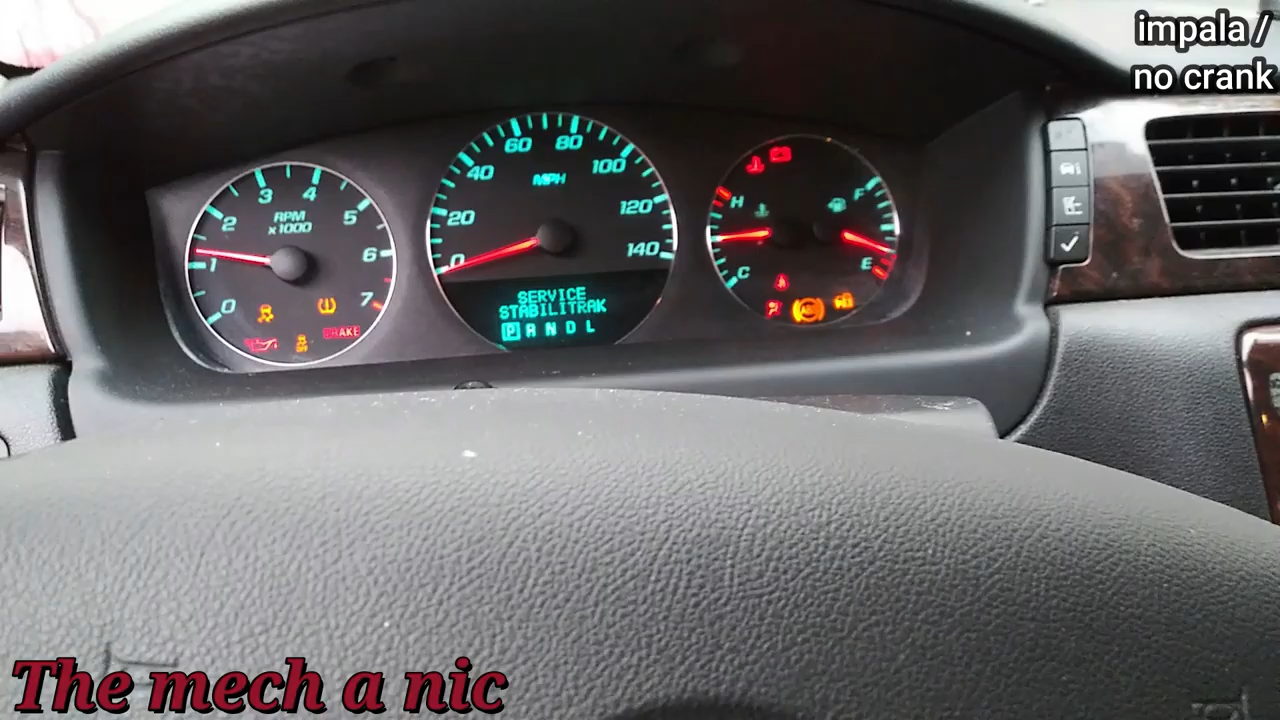 impala /
no crank
0
1
2
3
4
5
6
7
RPM
x1000
BRAKE
0
20
40
60
80
100
120
140
MPH
SERVICE
STABILITRAK
P R N D L
H
C
F
E
The mech a nic